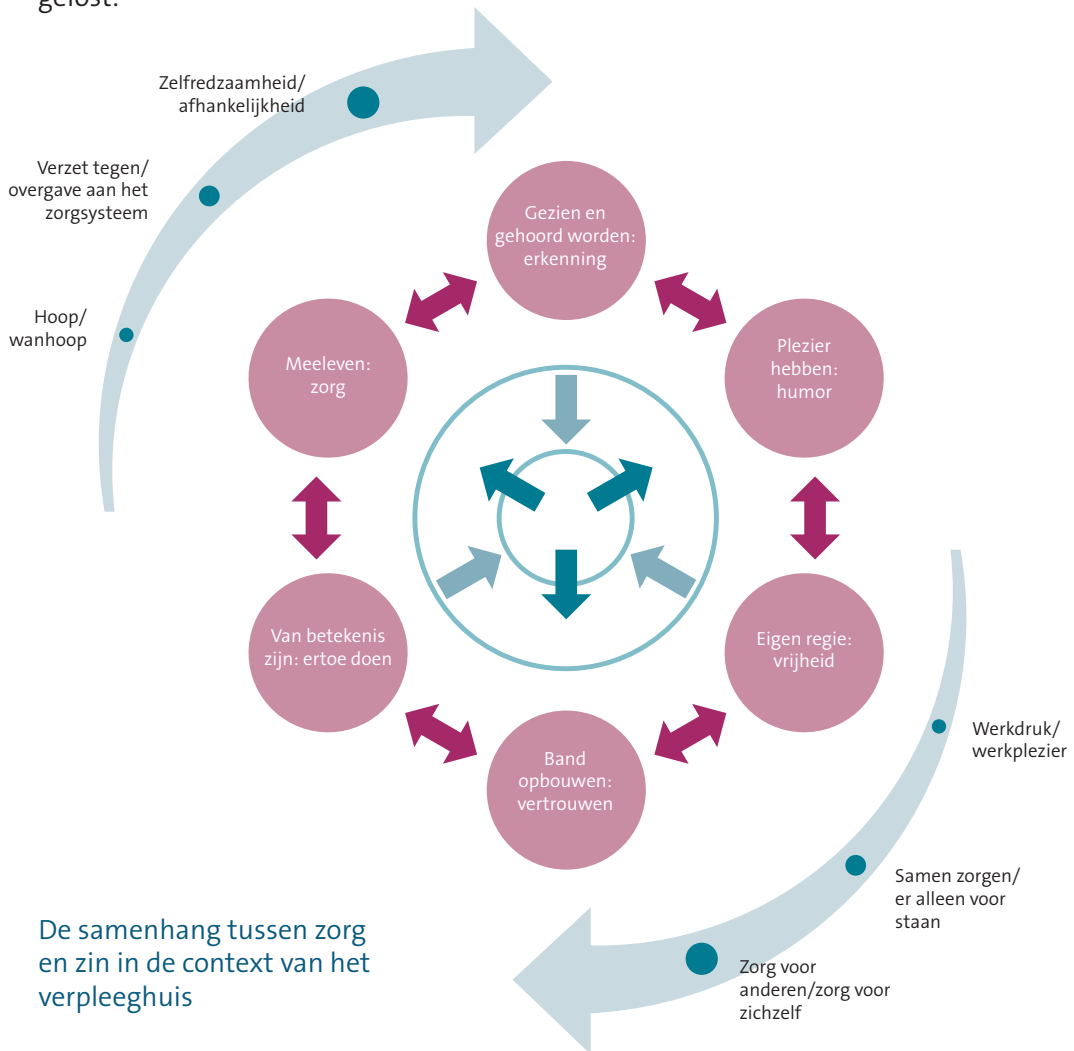 gelost.
Zelfredzaamheid/
afhankelijkheid
Verzet tegen/
overgave aan het
zorgsysteem
Hoop/
wanhoop
Gezien en
gehoord worden:
erkenning
Meeleven:
zorg
Plezier
hebben:
humor
Van betekenis
zijn: ertoe doen
Eigen regie:
vrijheid
Band
opbouwen:
vertrouwen
Werkdruk/
werkplezier
Samen zorgen/
er alleen voor
staan
Zorg voor
anderen/zorg voor
zichzelf
De samenhang tussen zorg
en zin in de context van het
verpleeghuis